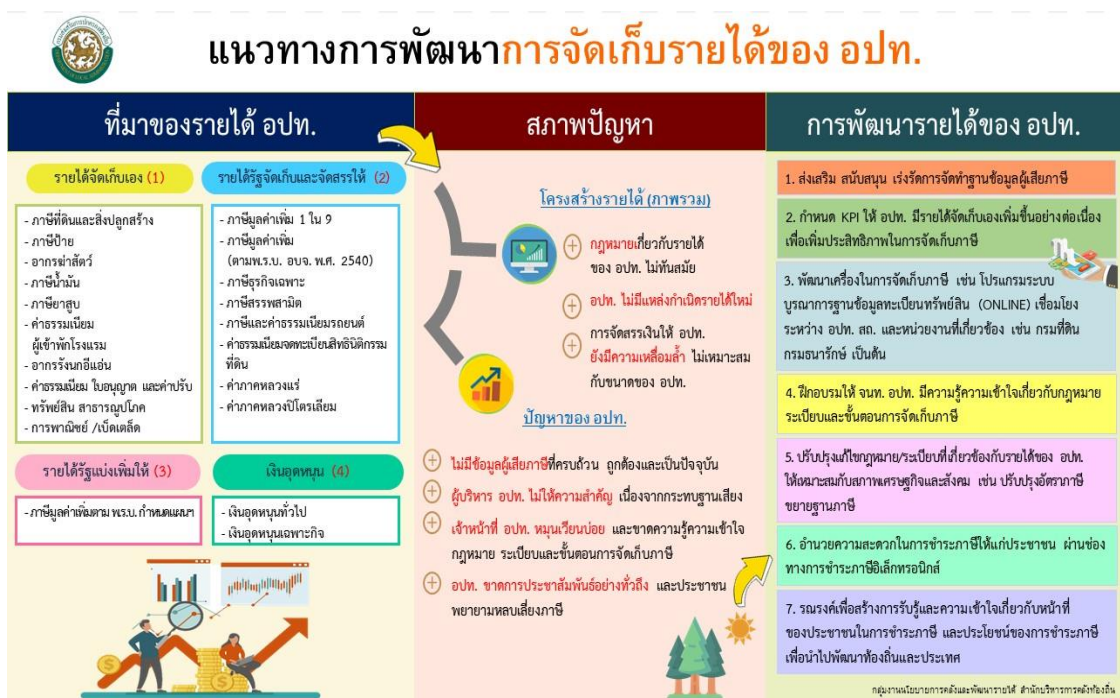 แนวทางการพัฒนาการจัดเก็บรายได้ของ อปท.
ที่มาของรายได้ อปท.
รายได้จัดเก็บเอง (1)
- ภาษีที่ดินและสิ่งปลูกสร้าง
- ภาษีป้าย
- อากรฆ่าสัตว์
- ภาษีน้ำมัน
- ภาษียาสูบ
- ค่าธรรมเนียม
ผู้เข้าพักโรงแรม
- อากรรังนกอีแอ่น
- ค่าธรรมเนียม ใบอนุญาต และค่าปรับ
- ทรัพย์สิน สาธารณูปโภค
- การพาณิชย์ /เบ็ดเตล็ด
รายได้รัฐจัดเก็บและจัดสรรให้ (2)
- ภาษีมูลค่าเพิ่ม 1 ใน 9
- ภาษีมูลค่าเพิ่ม
(ตามพ.ร.บ. อบจ. พ.ศ. 2540)
- ภาษีธุรกิจเฉพาะ
- ภาษีสรรพสามิต
- ภาษีและค่าธรรมเนียมรถยนต์
- ค่าธรรมเนียมจดทะเบียนสิทธินิติกรรม
ที่ดิน
- ค่าภาคหลวงแร่
- ค่าภาคหลวงปิโตรเลียม
รายได้รัฐแบ่งเพิ่มให้ (3)
- ภาษีมูลค่าเพิ่มตาม พร.บ. กำหนดแผนฯ
เงินอุดหนุน (4)
- เงินอุดหนุนทั่วไป
- เงินอุดหนุนเฉพาะกิจ
สภาพปัญหา
โครงสร้างรายได้ (ภาพรวม)
กฎหมายเกี่ยวกับรายได้
ของ อปท. ไม่ทันสมัย
อปท. ไม่มีแหล่งกำเนิดรายได้ใหม่
การจัดสรรเงินให้ อปท.
ยังมีความเหลื่อมล้ำ ไม่เหมาะสม
กับขนาดของ อปท.
ปัญหาของ อปท.
ไม่มีข้อมูลผู้เสียภาษีที่ครบถ้วน ถูกต้องและเป็นปัจจุบัน
ผู้บริหาร อปท. ไม่ให้ความสำคัญ เนื่องจากกระทบฐานเสียง
เจ้าหน้าที่ อปท. หมุนเวียนบ่อย และขาดความรู้ความเข้าใจ
กฎหมาย ระเบียบและขั้นตอนการจัดเก็บภาษี
อปท. ขาดการประชาสัมพันธ์อย่างทั่วถึง และประชาชน
พยายามหลบเลี่ยงภาษี
การพัฒนารายได้ของ อปท.
1. ส่งเสริม สนับสนุน เร่งรัดการจัดทำฐานข้อมูลผู้เสียภาษี
2. กำหนด KPI ให้ อปท. มีรายได้จัดเก็บเองเพิ่มขึ้นอย่างต่อเนื่อง
เพื่อเพิ่มประสิทธิภาพในการจัดเก็บภาษี
3. พัฒนาเครื่องในการจัดเก็บภาษี เช่น โปรแกรมระบบ
บูรณาการฐานข้อมูลทะเบียนทรัพย์สิน (ONLINE) เชื่อมโยง
ระหว่าง อปท. สถ. และหน่วยงานที่เกี่ยวข้อง เช่น กรมที่ดิน
กรมธนารักษ์ เป็นต้น
4. ฝึกอบรมให้ จนท. อปท. มีความรู้ความเข้าใจเกี่ยวกับกฎหมาย
ระเบียบและขั้นตอนการจัดเก็บภาษี
5. ปรับปรุงแก้ไขกฎหมาย/ระเบียบที่เกี่ยวข้องกับรายได้ของ อปท.
ให้เหมาะสมกับสภาพเศรษฐกิจและสังคม เช่น ปรับปรุงอัตราภาษี
ขยายฐานภาษี
6. อำนวยความสะดวกในการชำระภาษีให้แก่ประชาชน ผ่านช่อง
ทางการชำระภาษีอิเล็กทรอนิกส์
7. รณรงค์เพื่อสร้างการรับรู้และความเข้าใจเกี่ยวกับหน้าที่
ของประชาชนในการชำระภาษี และประโยชน์ของการชำระภาษี
เพื่อนำไปพัฒนาท้องถิ่นและประเทศ
กลุ่มงานนโยบายการคลังและพัฒนารายได้ สำนักบริหารการคลังท้องถิ่น